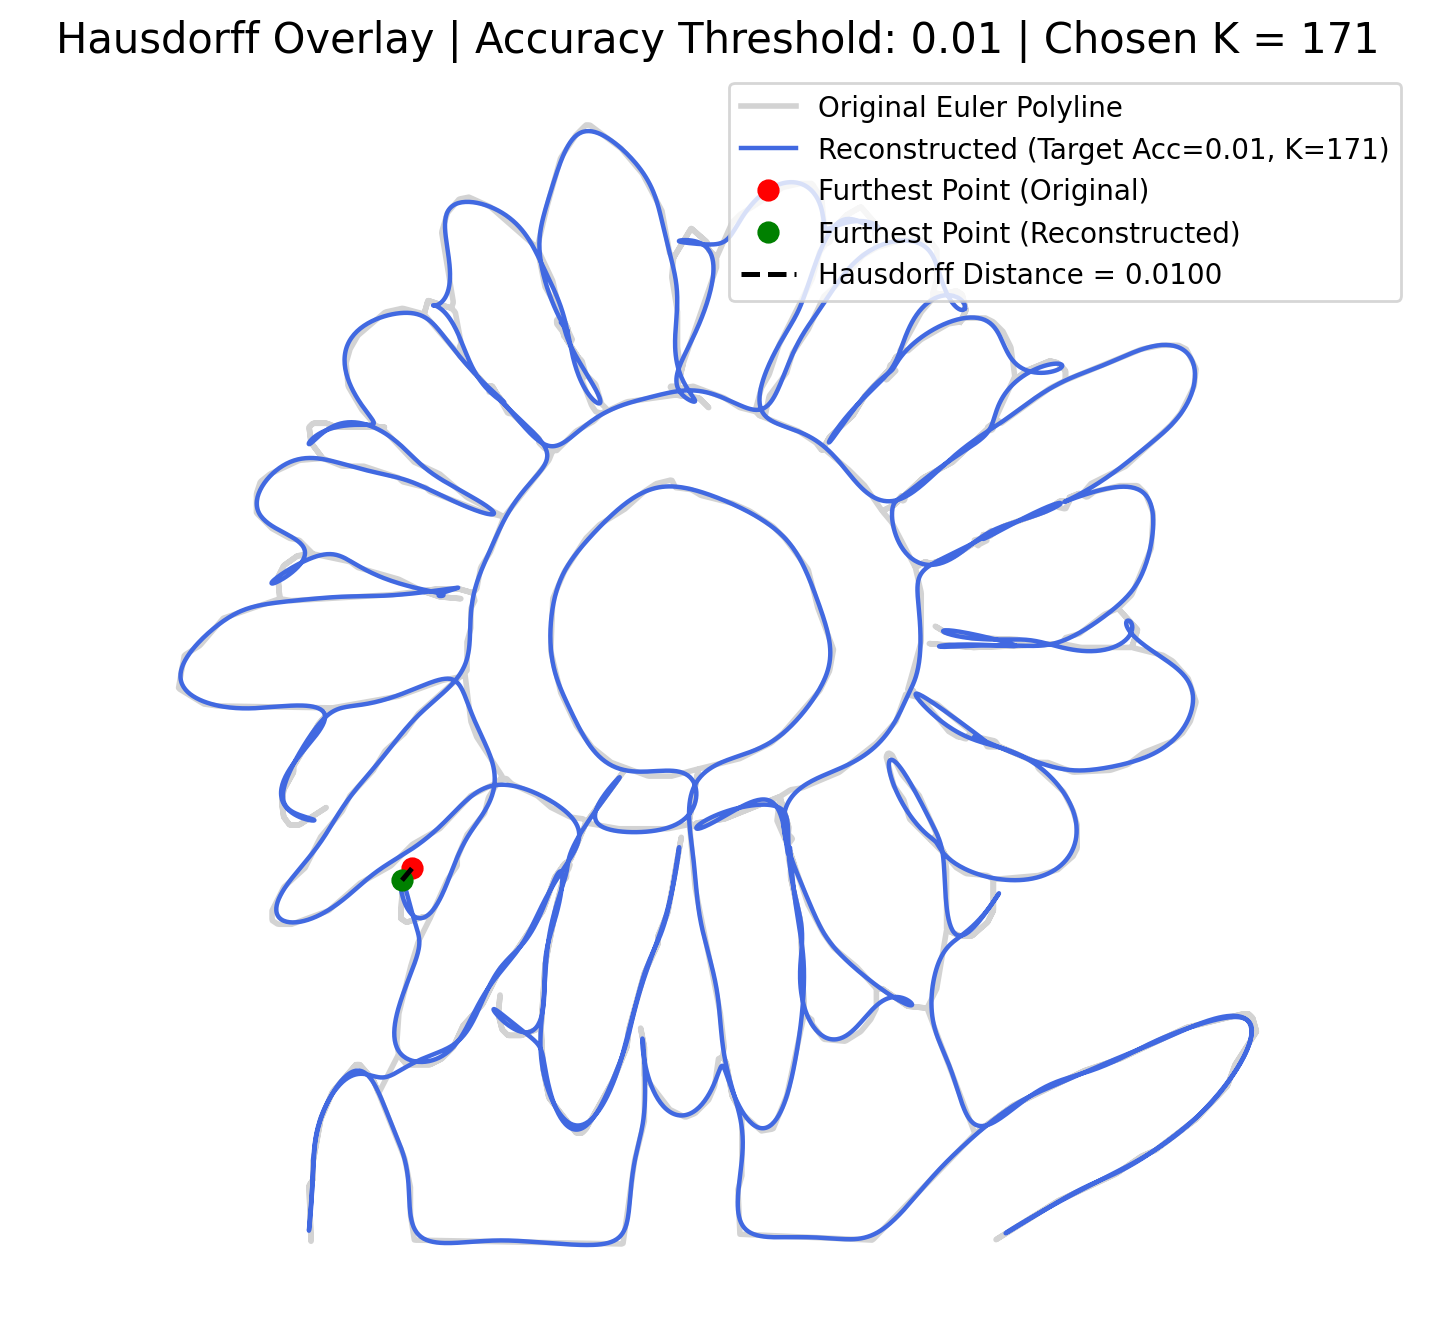 Hausdorff Overlay | Accuracy Threshold: 0.01 | Chosen K = 171
Original Euler Polyline
Reconstructed (Target Acc=0.01, K=171)
Furthest Point (Original)
Furthest Point (Reconstructed)
Hausdorff Distance = 0.0100